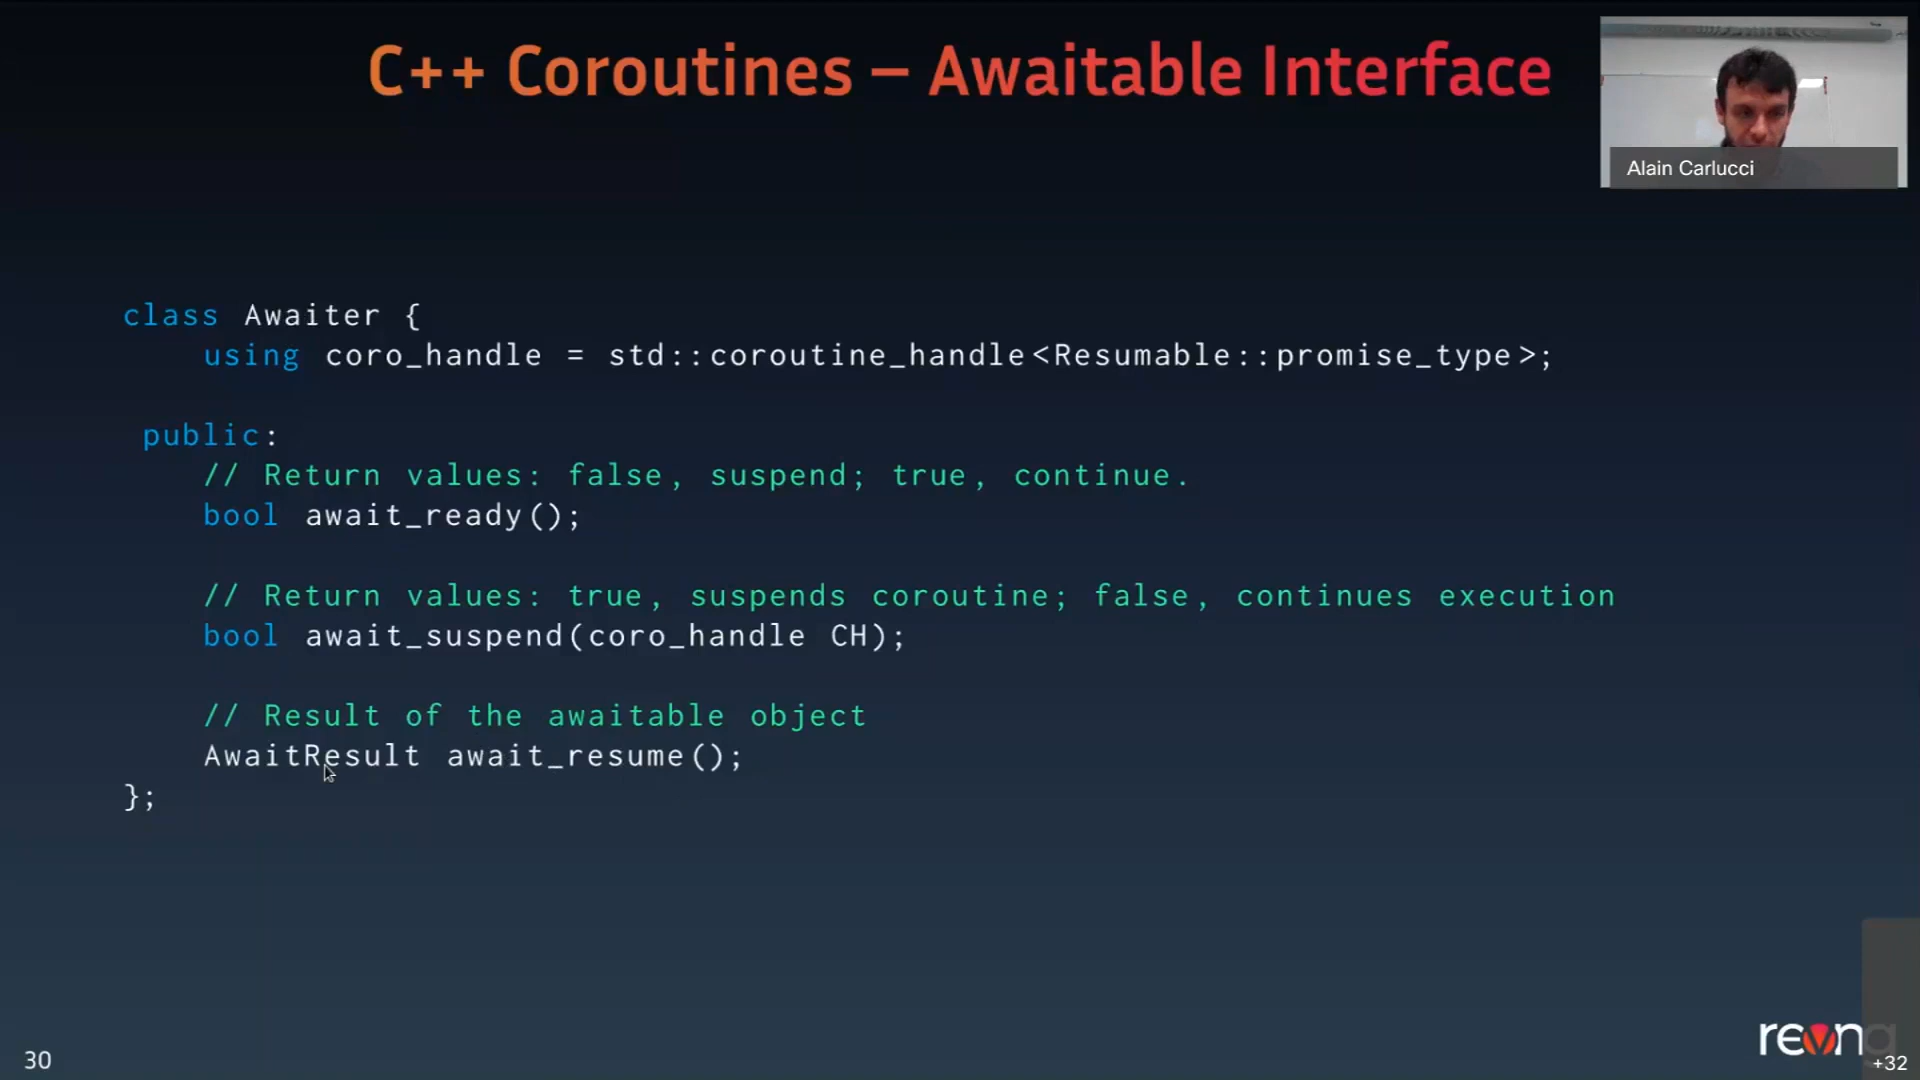 C++ Coroutines – Awaitable Interface
Alain Carlucci
class Awaiter {
using coro_handle = std::coroutine_handle<Resumable::promise_type>;
public:
// Return values: false, suspend; true, continue.
bool await_ready();
// Return values: true, suspends coroutine; false, continues execution
bool await_suspend(coro_handle CH);
// Result of the awaitable object
AwaitResult await_resume();
};
revng
30
+32